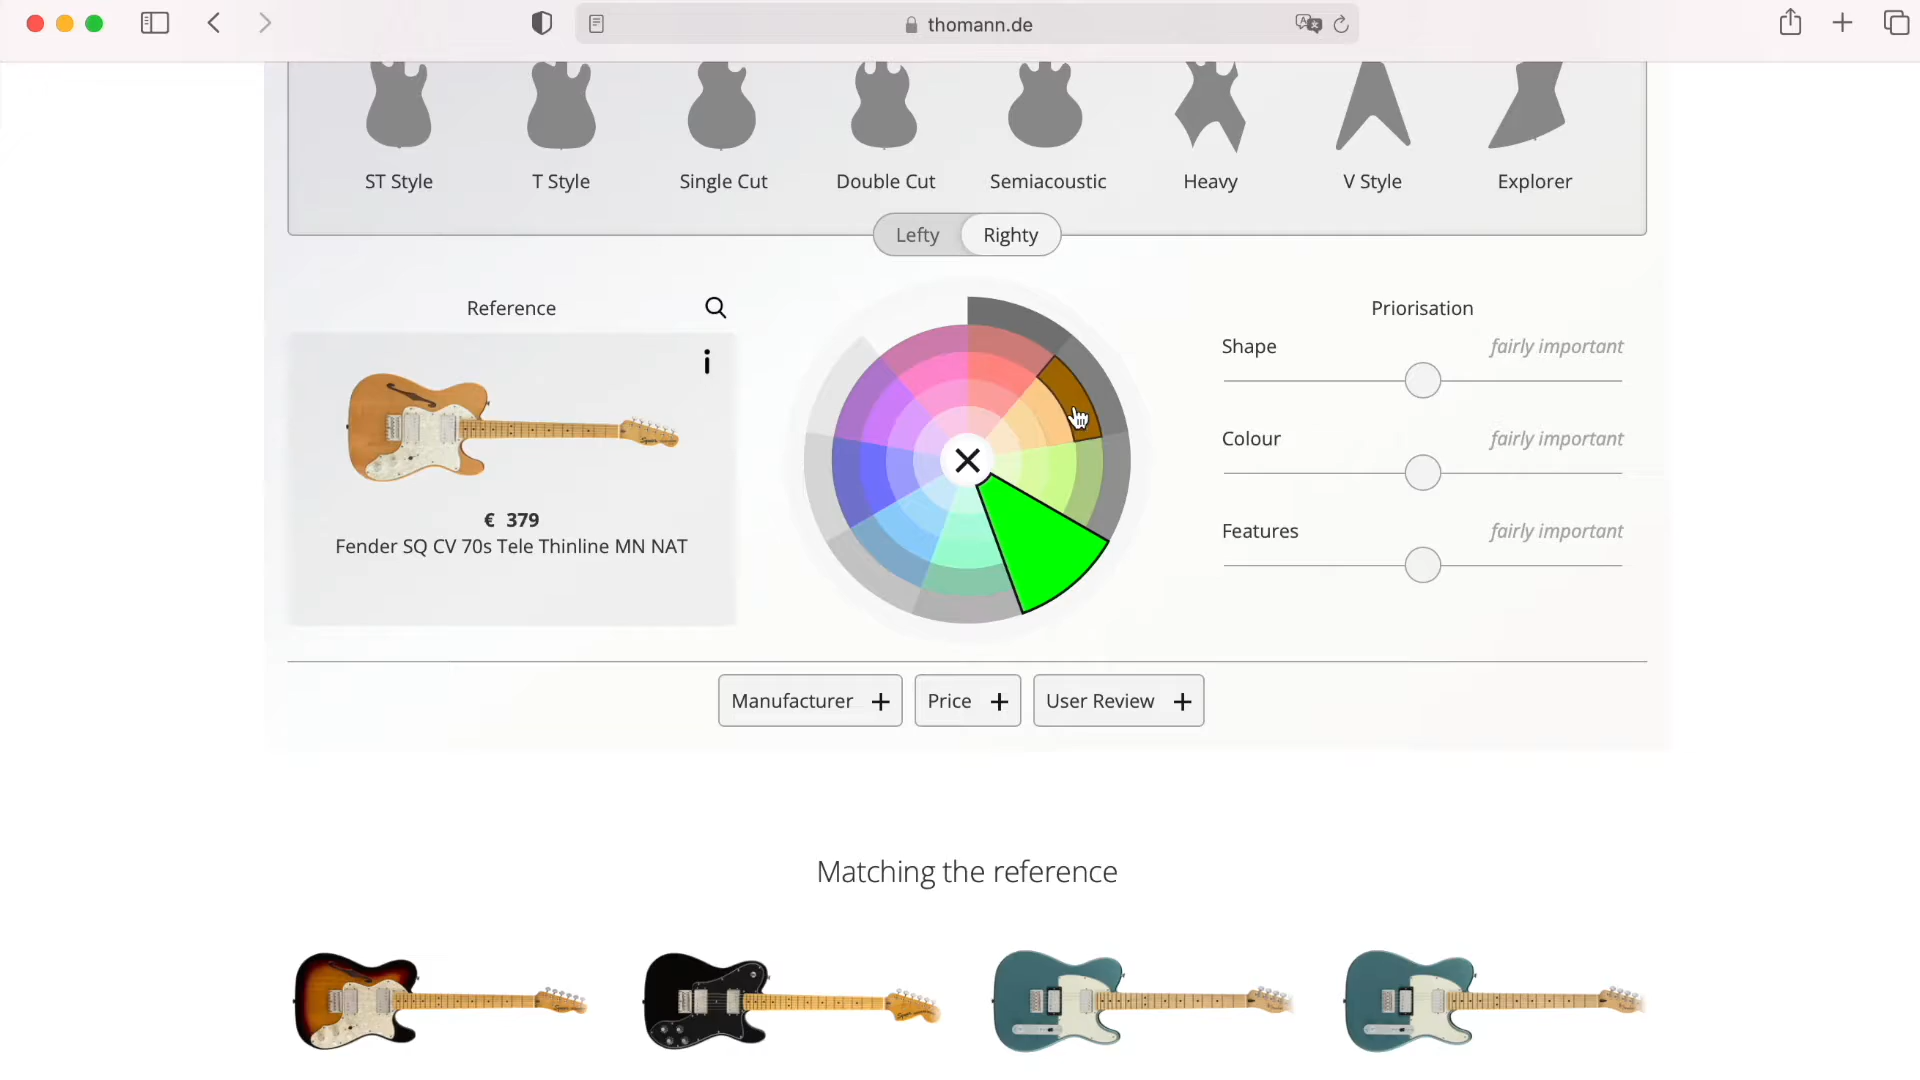 thomann.de
ST Style
T Style
Single Cut
Double Cut
Semiacoustic
Heavy
V Style
Explorer
Lefty
Righty
Reference
i
€ 379
Fender SQ CV 70s Tele Thinline MN NAT
Priorisation
Shape
fairly important
Colour
fairly important
Features
fairly important
Manufacturer +
Price +
User Review +
Matching the reference